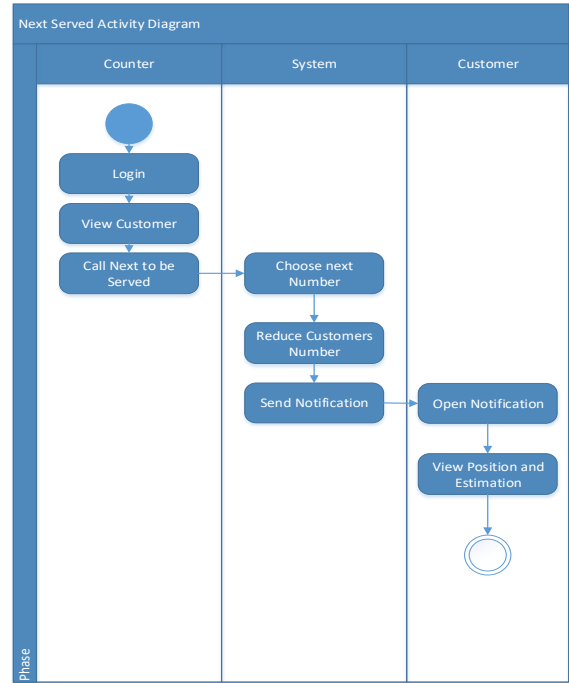 Next Served Activity Diagram
Counter
System
Customer
Login
View Customer
Call Next to be
Served
Choose next
Number
Reduce Customers
Number
Send Notification
Open Notification
View Position and
Estimation
Phase